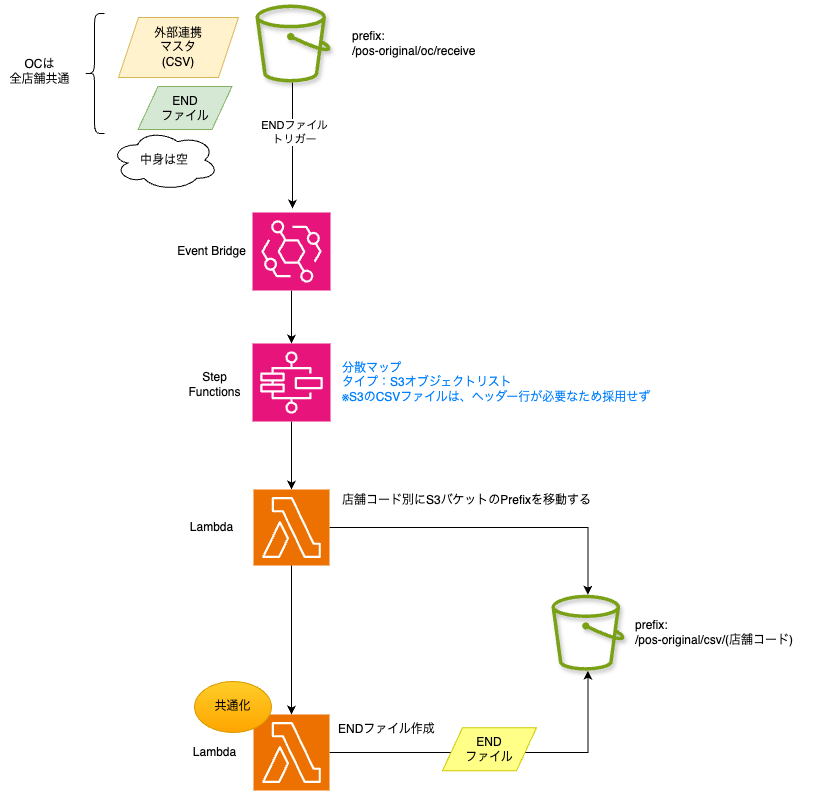 OCは
全店舗共通
外部連携
マスタ
(CSV)
END
ファイル
中身は空
prefix:
/pos-original/oc/receive
ENDファイル
トリガー
Event Bridge
Step
Functions
分散マップ
タイプ：S3オブジェクトリスト
※S3のCSVファイルは、ヘッダー行が必要なため採用せず
Lambda
店舗コード別にS3バケットのPrefixを移動する
prefix:
/pos-original/csv/(店舗コード)
共通化
Lambda
ENDファイル作成
END
ファイル